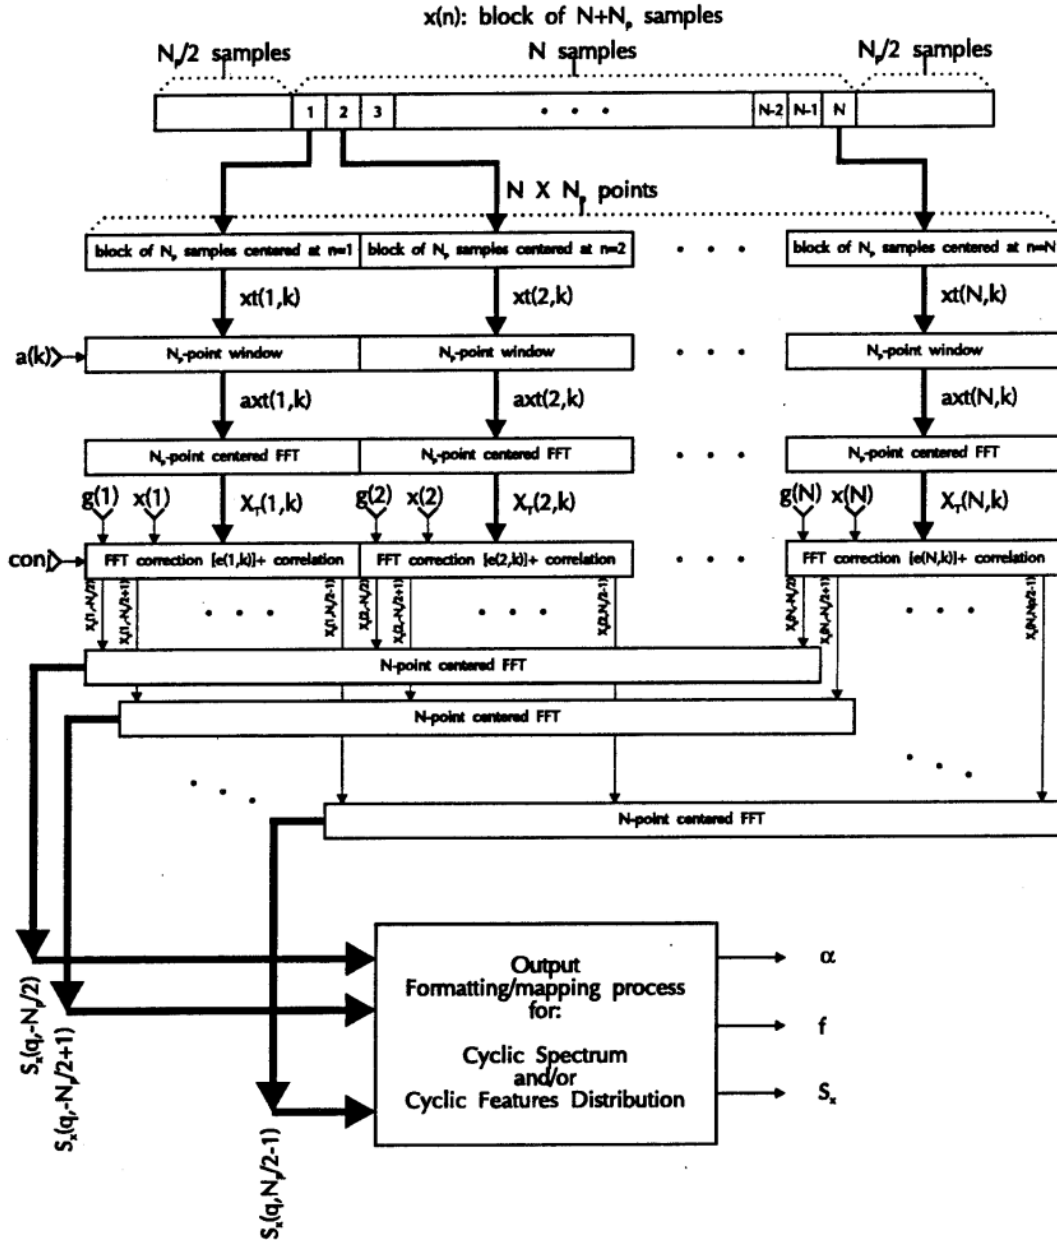 x(n): block of N+Np samples
Np/2 samples
N samples
Np/2 samples
1 2 3 • • • N-2 N-1 N
N X Np points
block of Np samples centered at n=1
block of Np samples centered at n=2
• • •
block of Np samples centered at n=N
xt(1,k)
xt(2,k)
xt(N,k)
a(k)
Np-point window
Np-point window
• • •
Np-point window
axt(1,k)
axt(2,k)
axt(N,k)
Np-point centered FFT
Np-point centered FFT
• • •
Np-point centered FFT
g(1) x(1) XT(1,k)
g(2) x(2) XT(2,k)
g(N) x(N) XT(N,k)
conj
FFT correction [e(1,k)]+ correlation
FFT correction [e(2,k)]+ correlation
• • •
FFT correction [e(N,k)]+ correlation
N-point centered FFT
N-point centered FFT
N-point centered FFT
Sx(q,-Np/2)
Sx(q,-Np/2+1)
Sx(q,Np/2-1)
Output
Formatting/mapping process
for:
Cyclic Spectrum
and/or
Cyclic Features Distribution
α
f
Sx